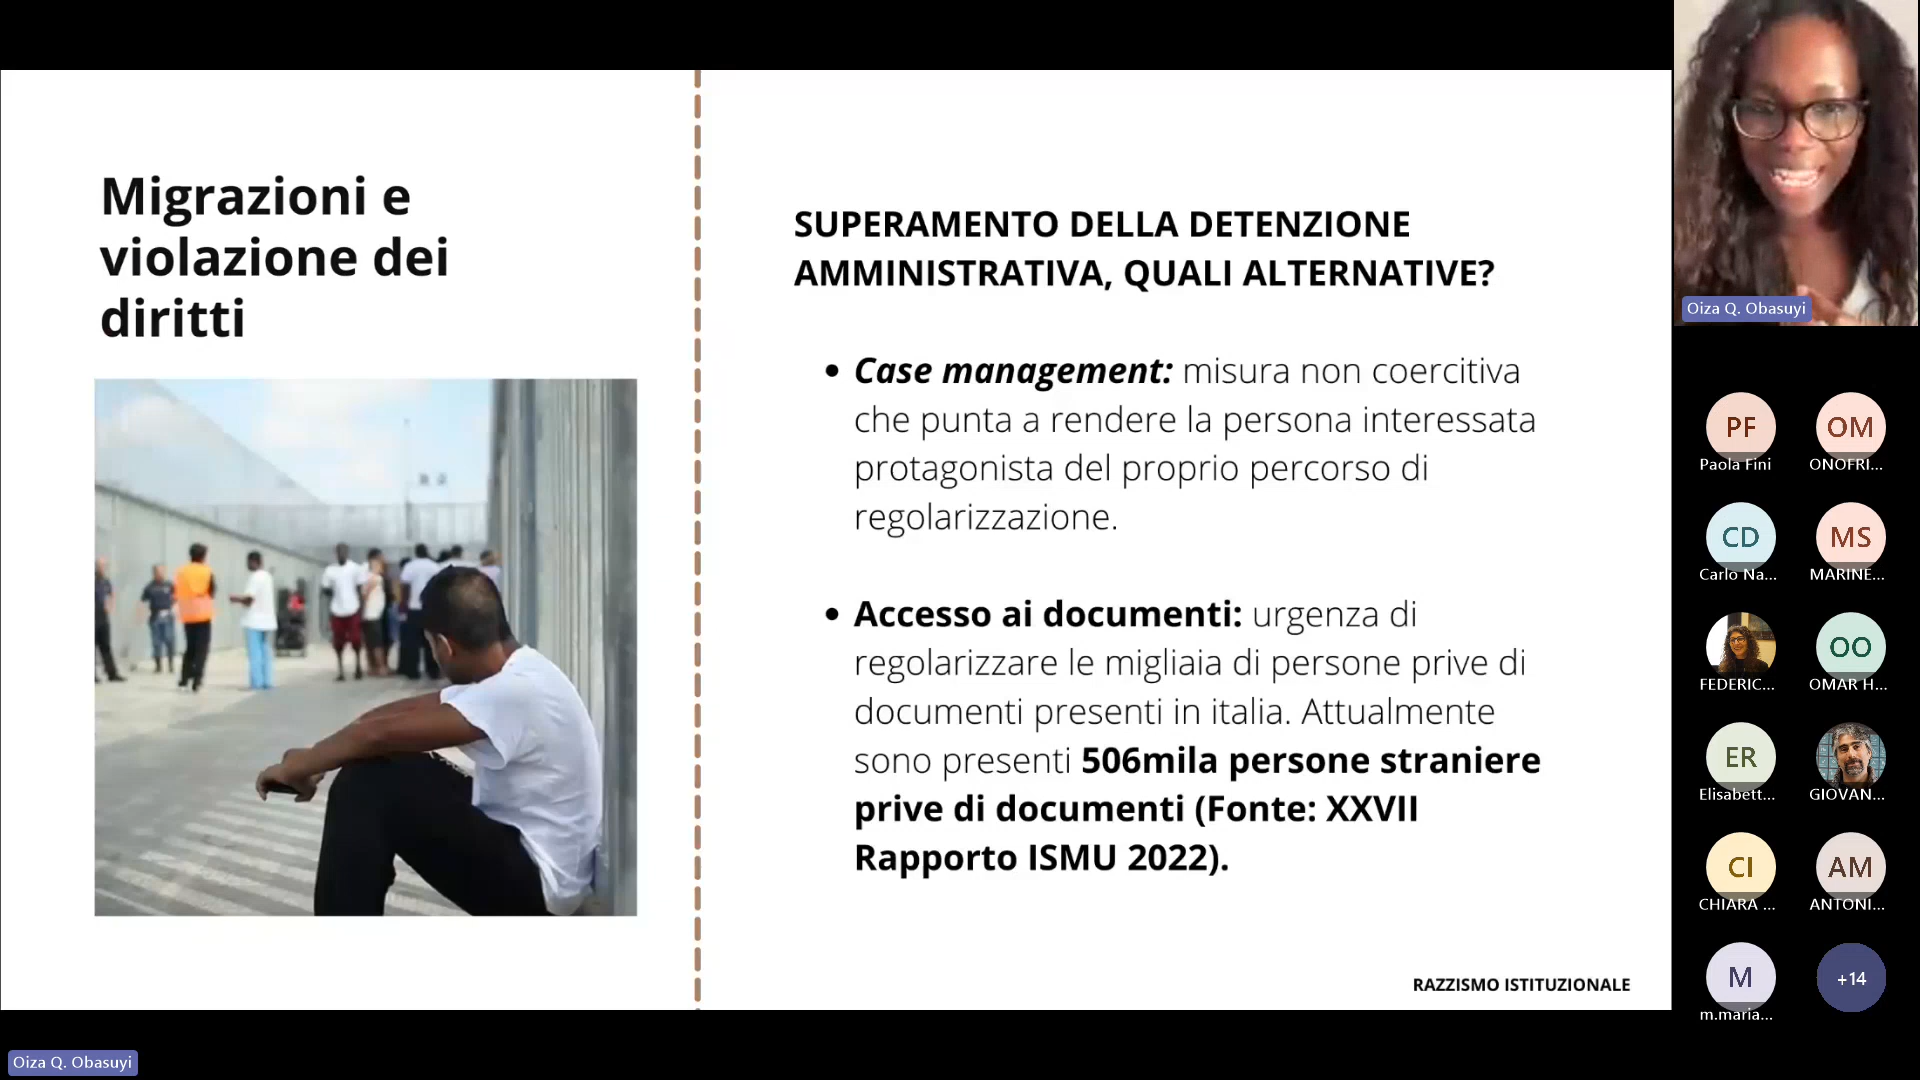 Migrazioni e
violazione dei
diritti
SUPERAMENTO DELLA DETENZIONE
AMMINISTRATIVA, QUALI ALTERNATIVE?
Case management: misura non coercitiva
che punta a rendere la persona interessata
protagonista del proprio percorso di
regolarizzazione.
Accesso ai documenti: urgenza di
regolarizzare le migliaia di persone prive di
documenti presenti in italia. Attualmente
sono presenti 506mila persone straniere
prive di documenti (Fonte: XXVII
Rapporto ISMU 2022).
RAZZISMO ISTITUZIONALE
Oiza Q. Obasuyi
Oiza Q. Obasuyi
PF
Paola Fini
OM
ONOFRI...
CD
Carlo Na...
MS
MARINE...
FEDERIC...
OO
OMAR H...
ER
Elisabett...
GIOVAN...
CI
CHIARA ...
AM
ANTONI...
M
m.maria...
+14